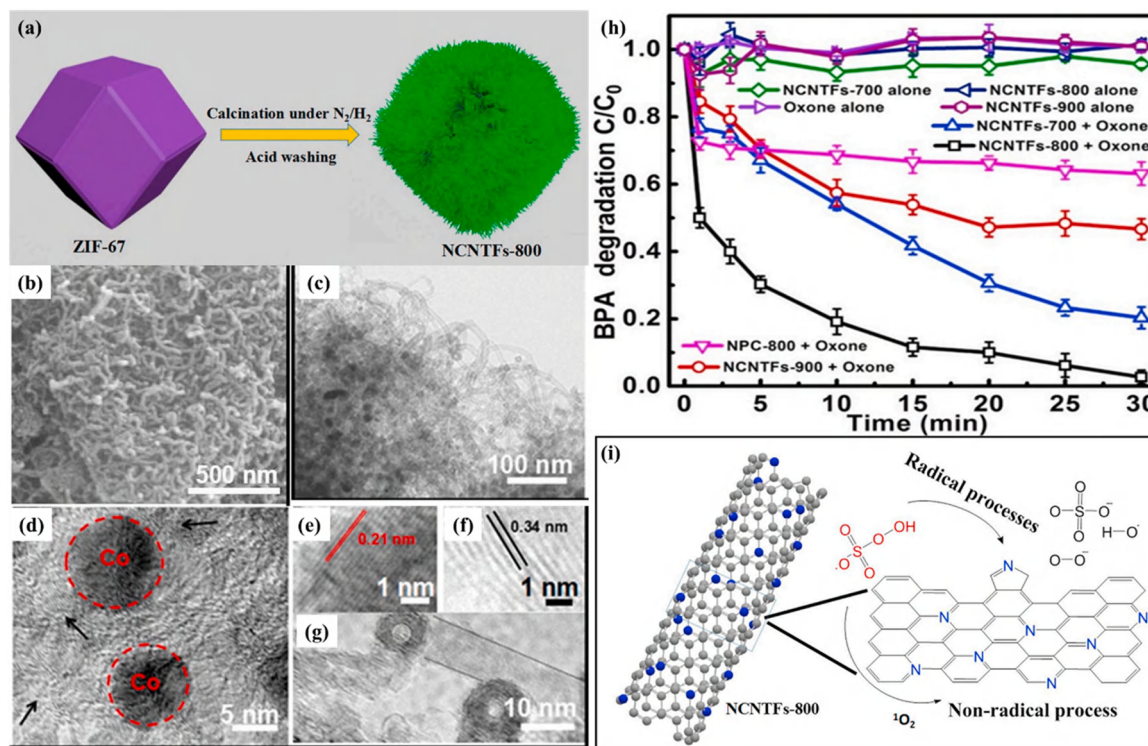 (a)
Calcination under N₂/H₂
Acid washing
ZIF-67
NCNTFs-800
(b)
500 nm
(c)
100 nm
(d)
Co
Co
5 nm
(e)
0.21 nm
1 nm
(f)
0.34 nm
1 nm
(g)
10 nm
(h)
BPA degradation C/C₀
1.0
0.8
0.6
0.4
0.2
0.0
NCNTFs-700 alone
NCNTFs-800 alone
Oxone alone
NCNTFs-900 alone
NCNTFs-700 + Oxone
NCNTFs-800 + Oxone
NPC-800 + Oxone
NCNTFs-900 + Oxone
0 5 10 15 20 25 30
Time (min)
(i)
Radical processes
O
O S O OH
·O
O
O S O⁻
O
H O
O O⁻
N
N
N
N
N
N
N
N
NCNTFs-800
¹O₂
Non-radical process